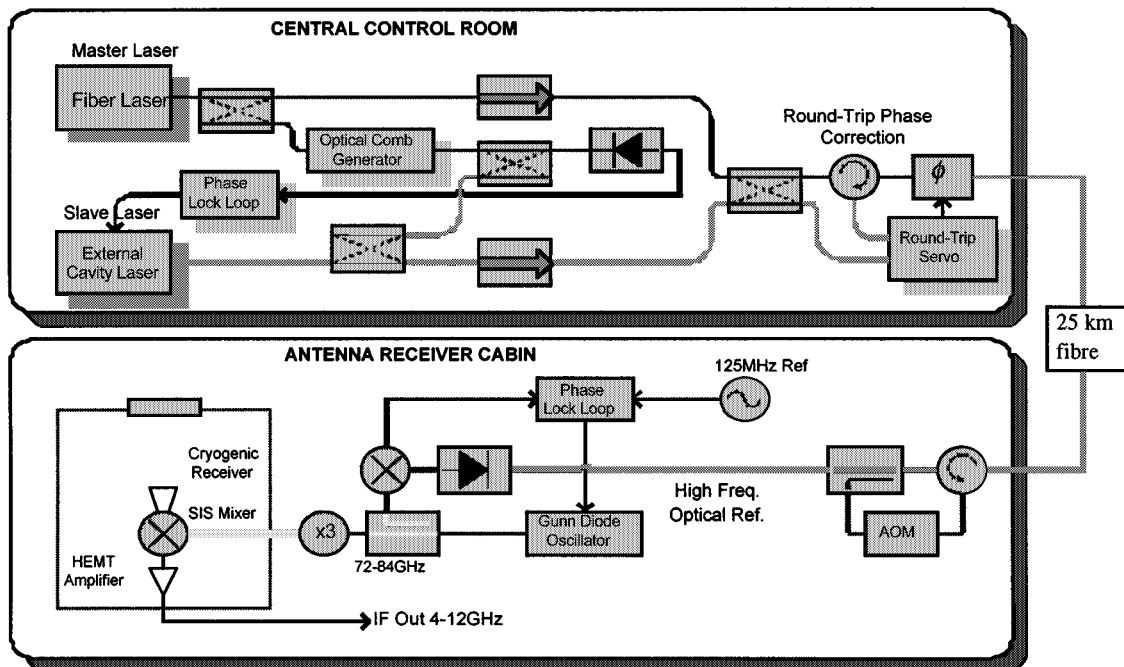 CENTRAL CONTROL ROOM
Master Laser
Fiber Laser
Optical Comb
Generator
Round-Trip Phase
Correction
Phase
Lock Loop
ϕ
Slave Laser
External
Cavity Laser
Round-Trip
Servo
25 km
fibre
ANTENNA RECEIVER CABIN
125MHz Ref
Phase
Lock Loop
Cryogenic
Receiver
SIS Mixer
High Freq.
Optical Ref.
x3
Gunn Diode
Oscillator
AOM
HEMT
Amplifier
72-84GHz
IF Out 4-12GHz